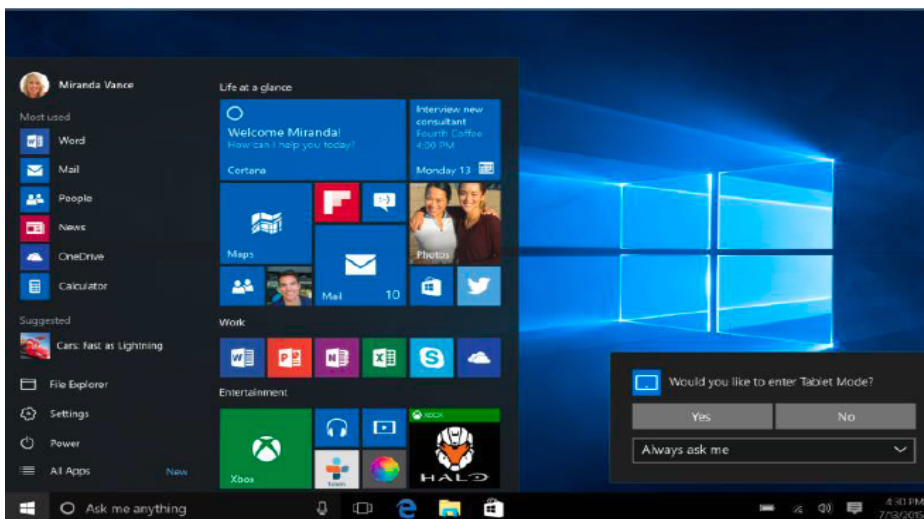 Miranda Vance
Most used
Word
Mail
People
News
OneDrive
Calculator
Suggested
Cars: Fast as Lightning
File Explorer
Settings
Power
All Apps
New
Life at a glance
Welcome Miranda!
How can I help you today?
Cortana
Interview new
consultant
Fourth Coffee
4:00 PM
Monday 13
Maps
Mail
10
Photos
Work
Entertainment
Xbox
XBOX
HALO
Would you like to enter Tablet Mode?
Yes
No
Always ask me
Ask me anything
4:30 PM